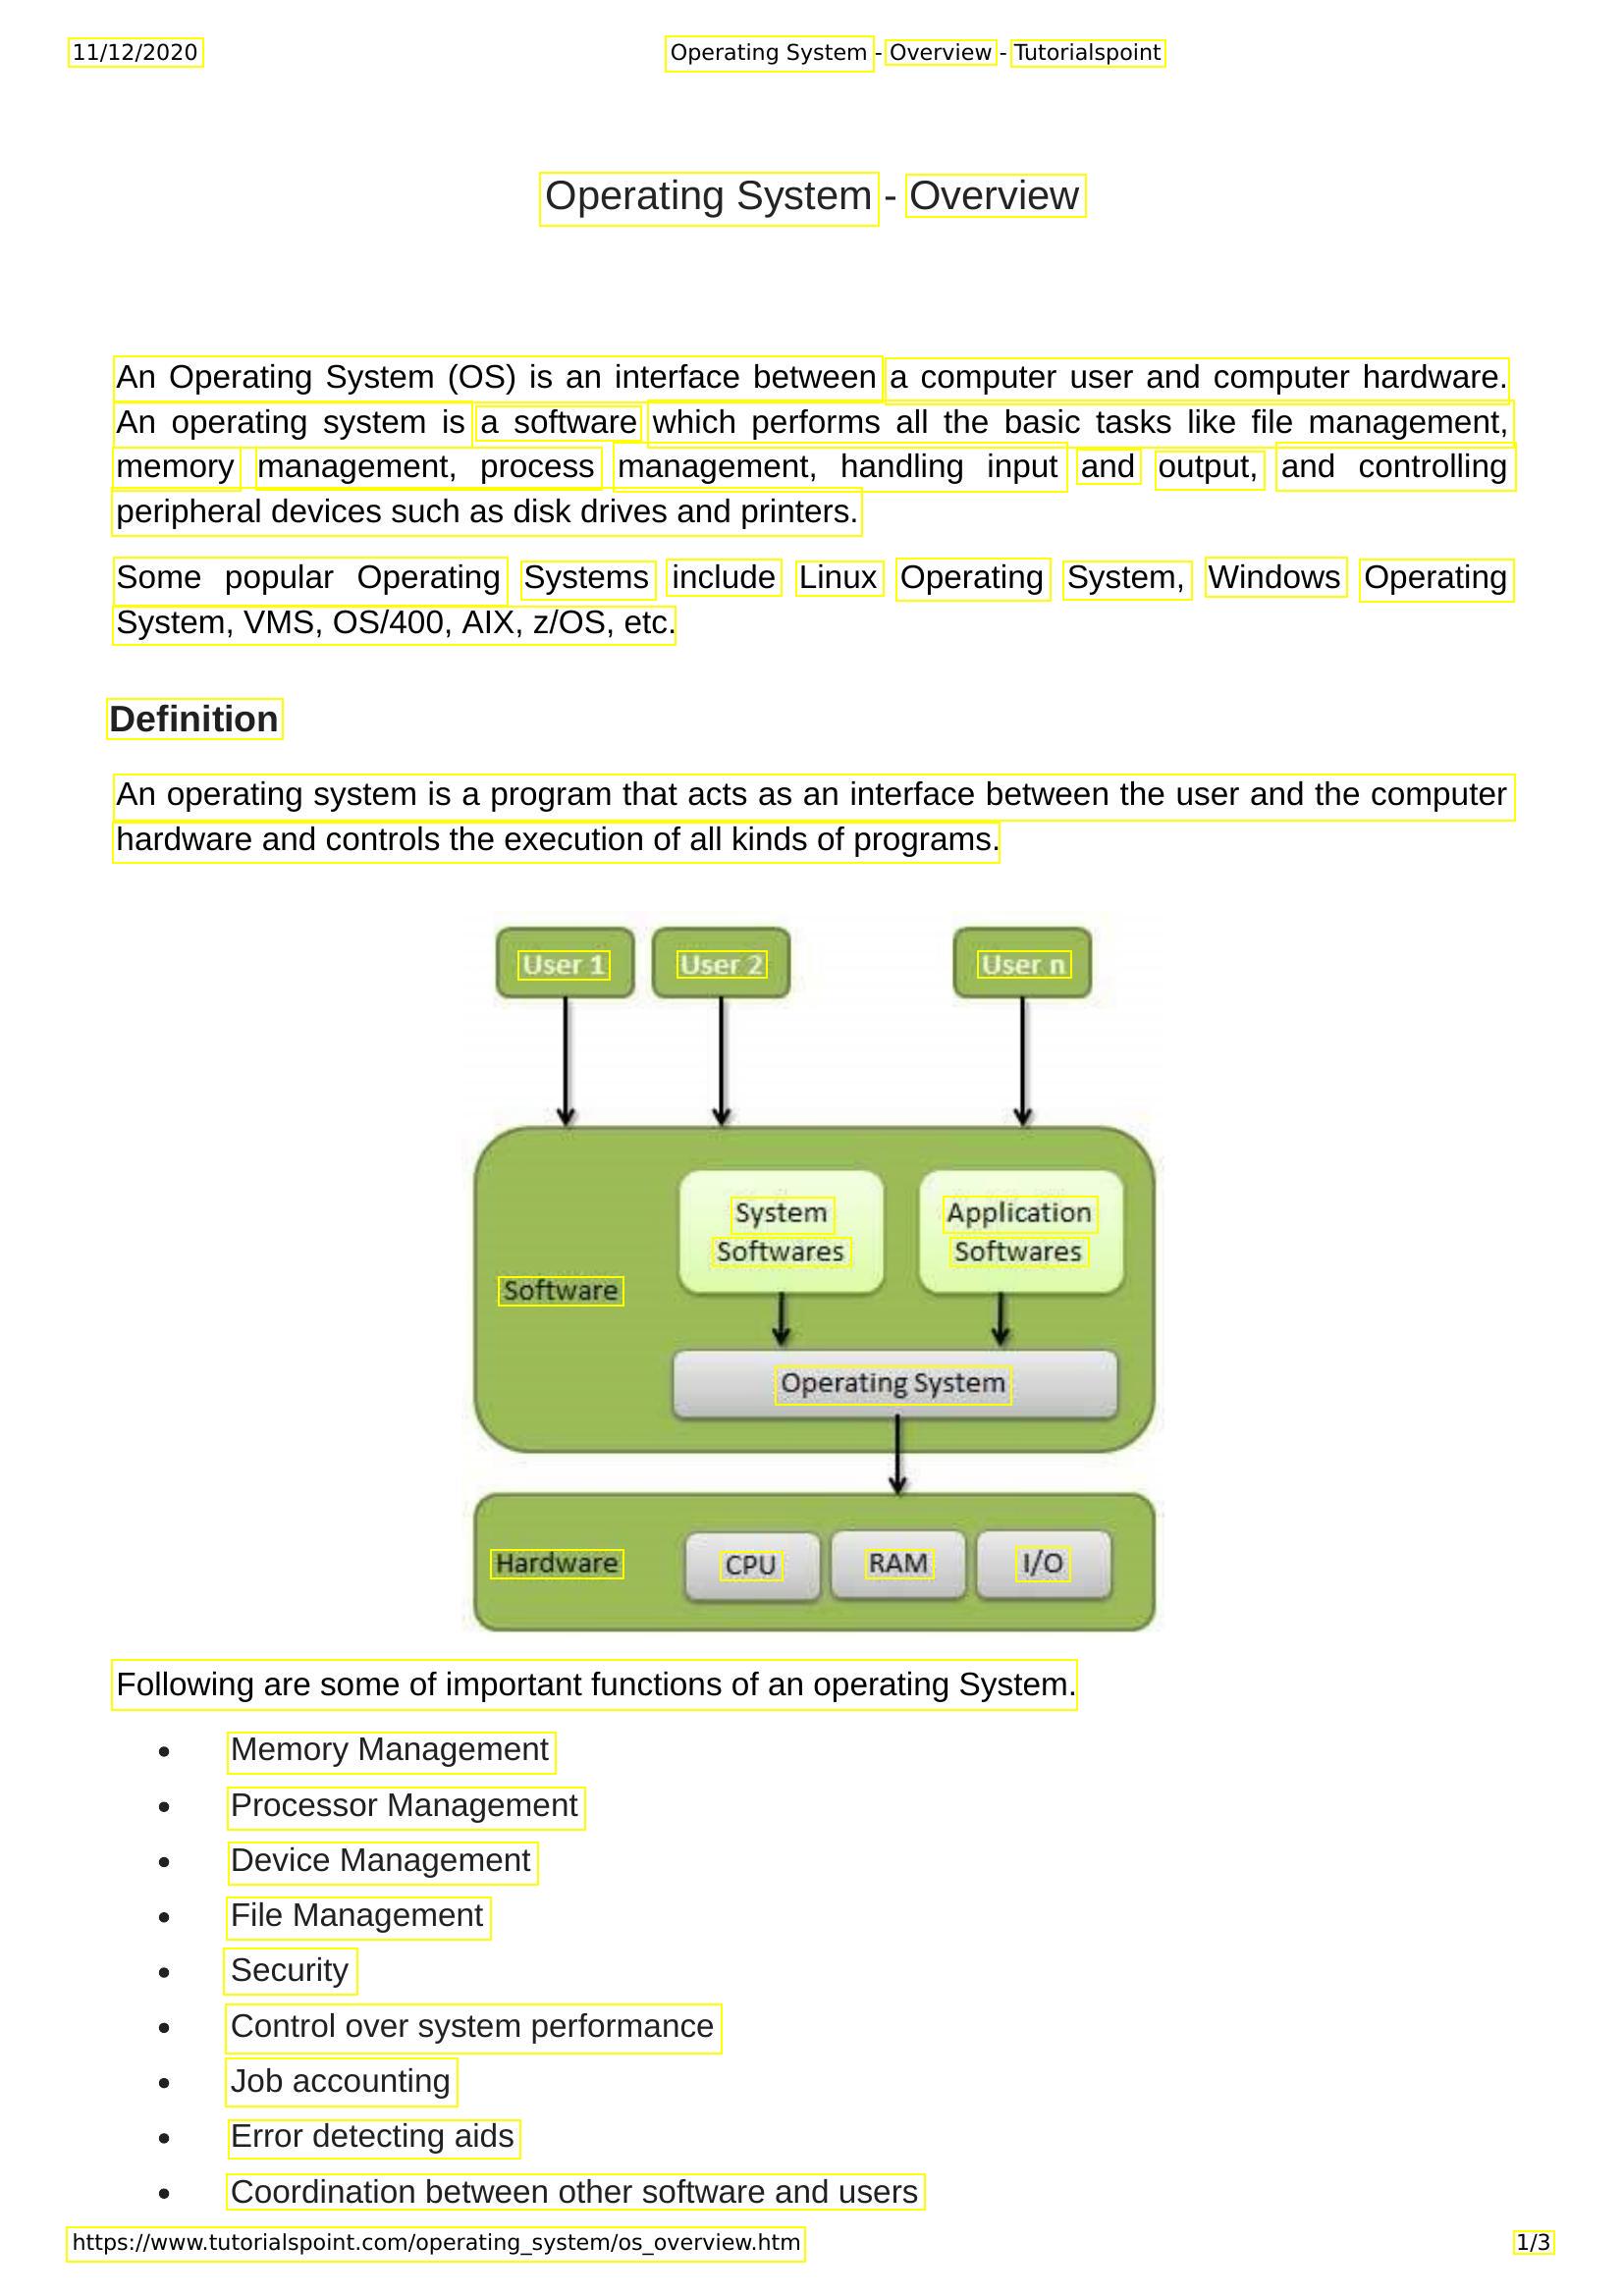 11/12/2020 Operating System - Overview - Tutorialspoint
Operating System - Overview
An Operating System (OS) is an interface between a computer user and computer hardware.
An operating system is a software which performs all the basic tasks like file management,
memory management, process management, handling input and output, and controlling
peripheral devices such as disk drives and printers.
Some popular Operating Systems include Linux Operating System, Windows Operating
System, VMS, OS/400, AIX, z/OS, etc.
Definition
An operating system is a program that acts as an interface between the user and the computer
hardware and controls the execution of all kinds of programs.
User 1 User 2 User n
System Application
Softwares Softwares
Software
Operating System
Hardware CPU RAM I/O
Following are some of important functions of an operating System.
• Memory Management
• Processor Management
• Device Management
• File Management
• Security
• Control over system performance
• Job accounting
• Error detecting aids
• Coordination between other software and users
https://www.tutorialspoint.com/operating_system/os_overview.htm 1/3